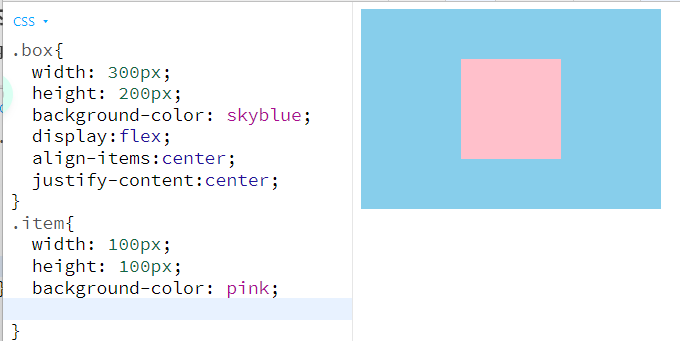 CSS
.box{
width: 300px;
height: 200px;
background-color: skyblue;
display:flex;
align-items:center;
justify-content:center;
}
.item{
width: 100px;
height: 100px;
background-color: pink;
}